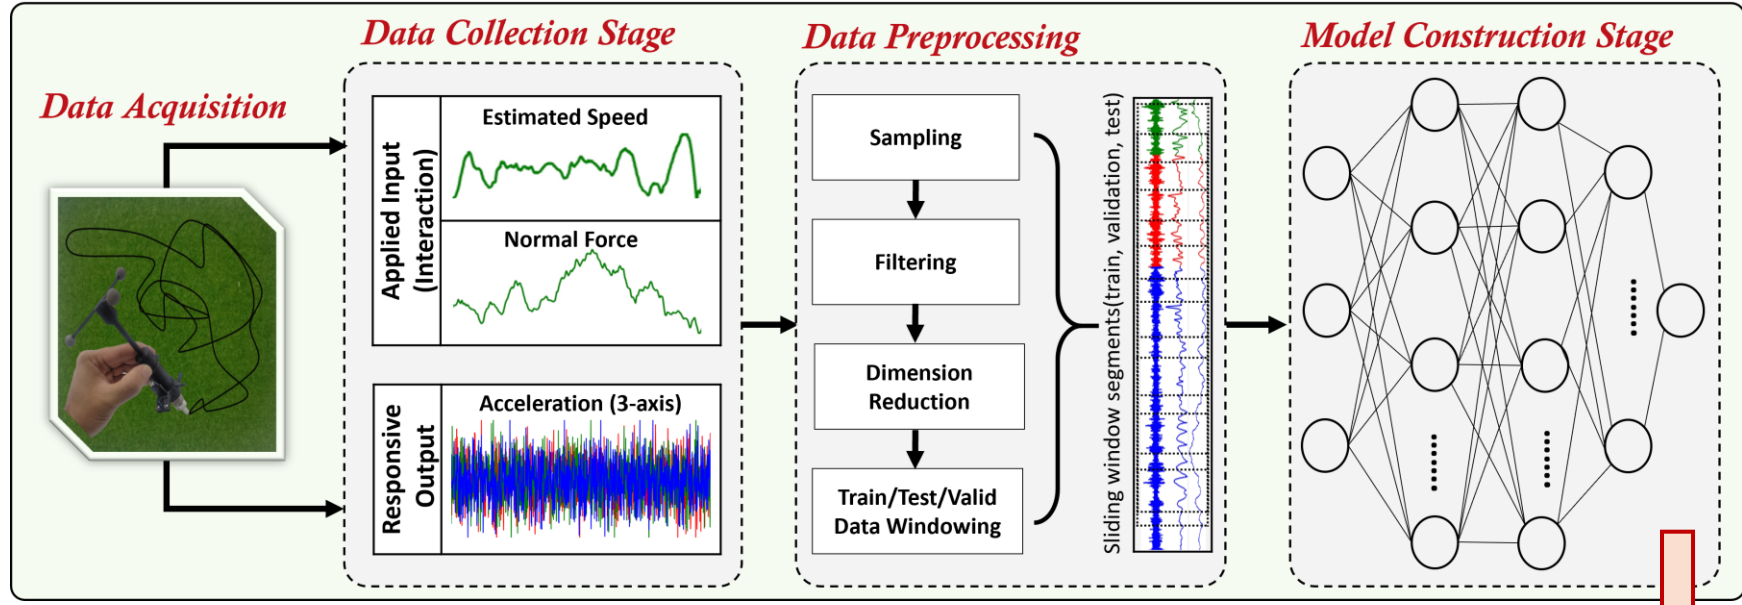 Data Acquisition
Data Collection Stage
Applied Input
(Interaction)
Estimated Speed
Normal Force
Responsive
Output
Acceleration (3-axis)
Data Preprocessing
Sampling
Filtering
Dimension
Reduction
Train/Test/Valid
Data Windowing
Sliding window segments(train, validation, test)
Model Construction Stage